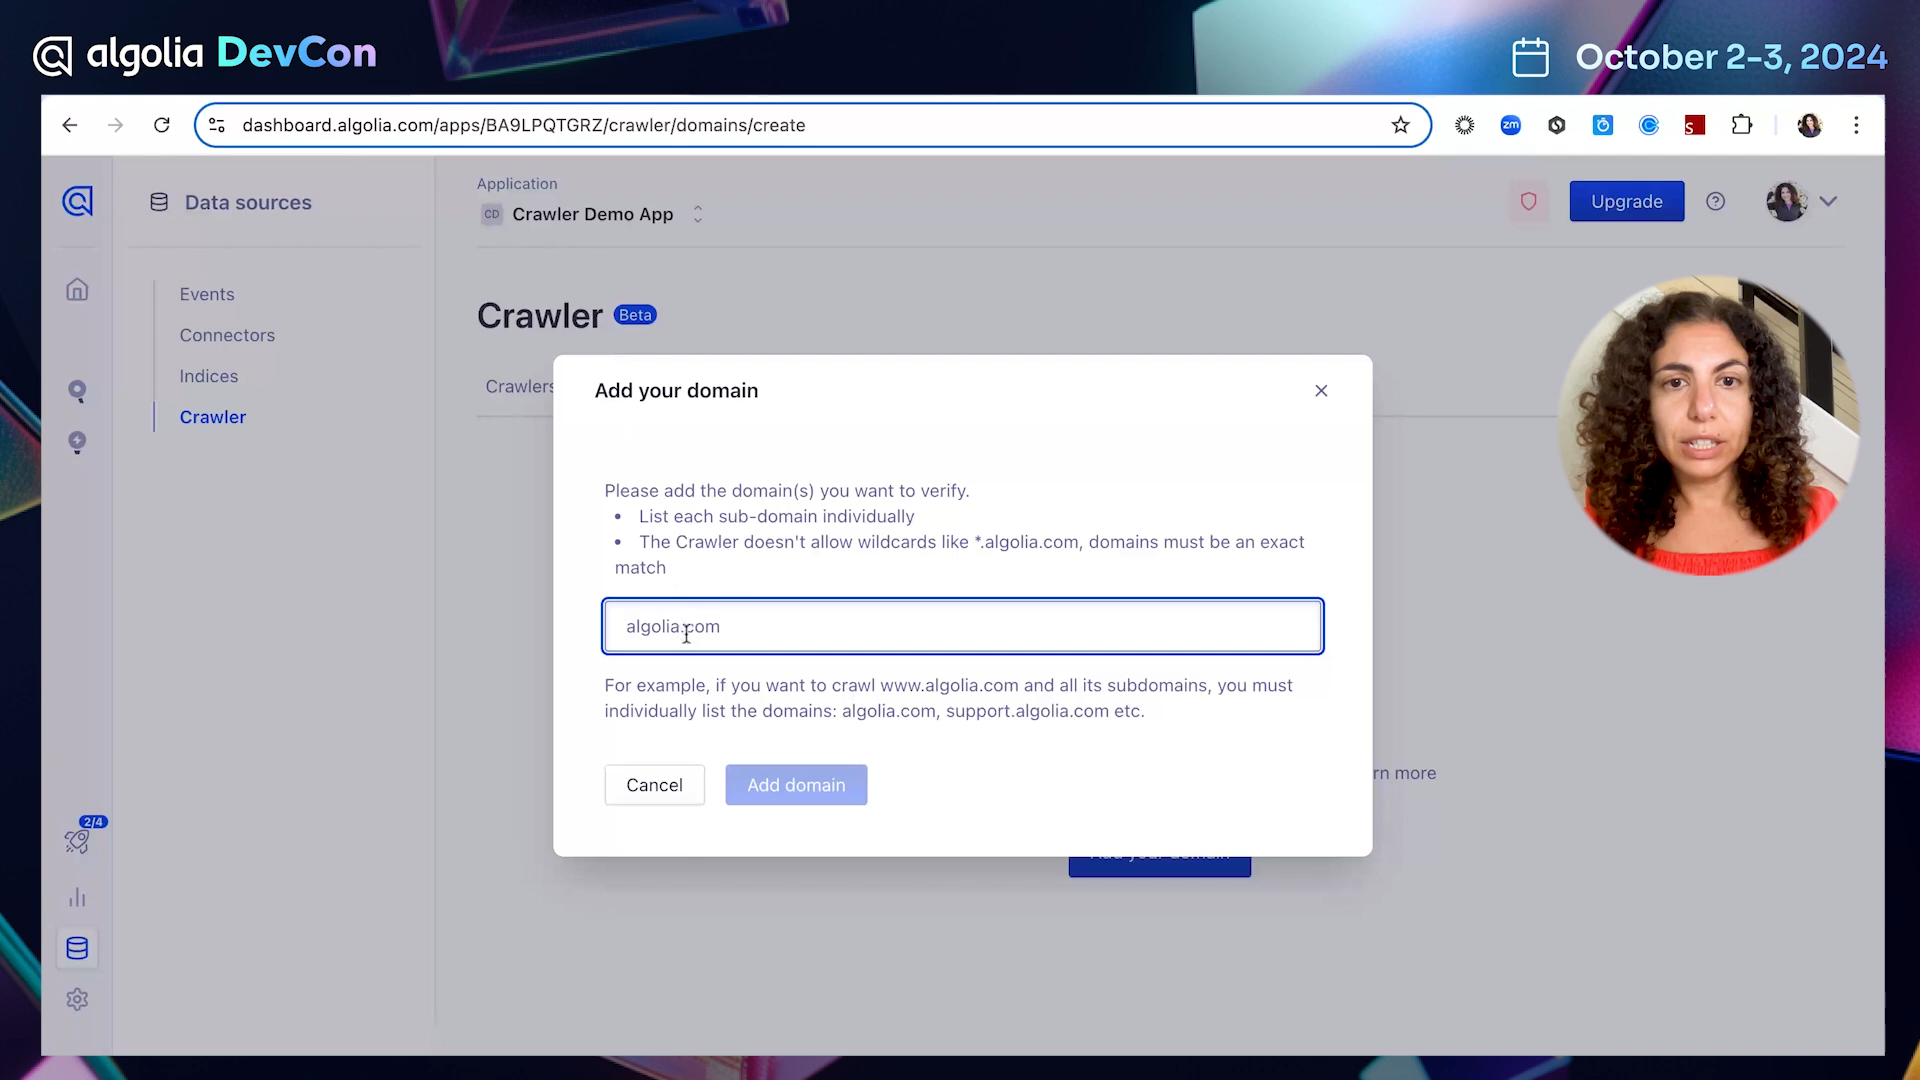 algolia DevCon
October 2-3, 2024
dashboard.algolia.com/apps/BA9LPQTGRZ/crawler/domains/create
zm
Data sources
Application
CD Crawler Demo App
Upgrade
Events
Connectors
Indices
Crawler
Crawler Beta
Crawlers
Add your domain
Please add the domain(s) you want to verify.
• List each sub-domain individually
• The Crawler doesn't allow wildcards like *.algolia.com, domains must be an exact
match
algolia.com
For example, if you want to crawl www.algolia.com and all its subdomains, you must
individually list the domains: algolia.com, support.algolia.com etc.
rn more
Cancel
Add domain
Add your domain
2/4